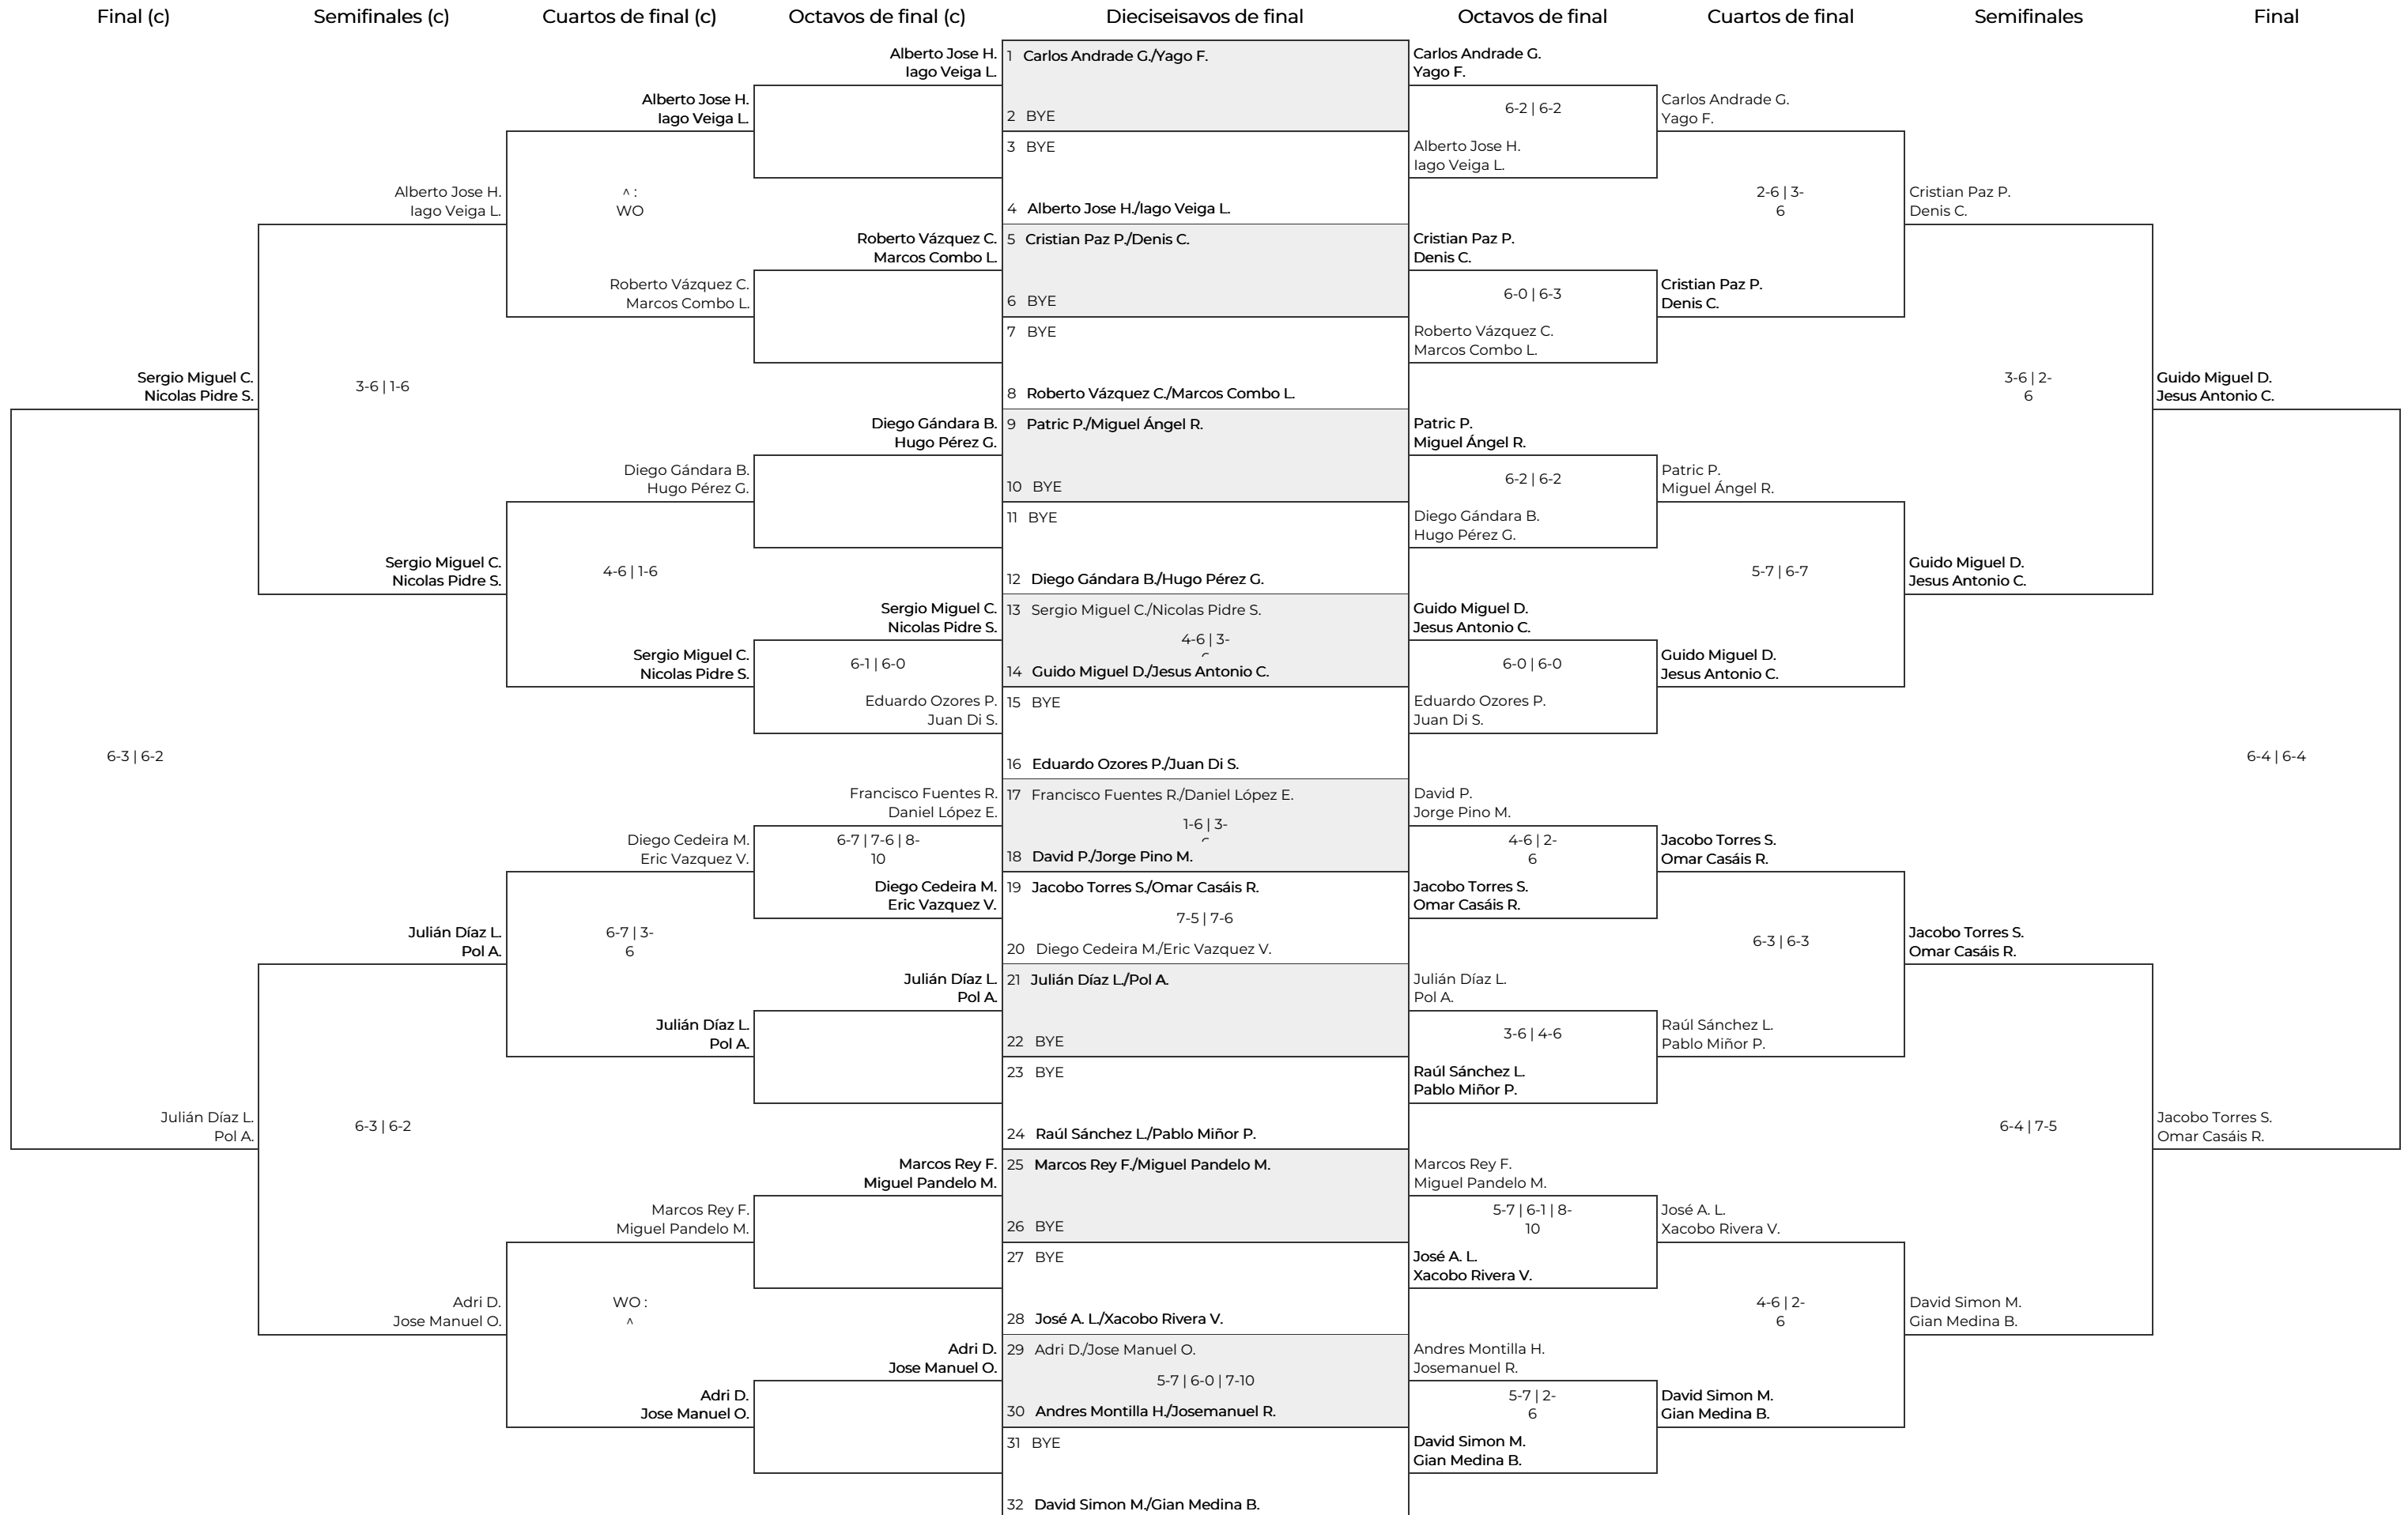 Final (c)
Semifinales (c)
Cuartos de final (c)
Octavos de final (c)
Dieciseisavos de final
Octavos de final
Cuartos de final
Semifinales
Final
Sergio Miguel C.
Nicolas Pidre S.
6-3 | 6-2
Julián Díaz L.
Pol A.
Alberto Jose H.
Iago Veiga L.
3-6 | 1-6
Sergio Miguel C.
Nicolas Pidre S.
Julián Díaz L.
Pol A.
6-3 | 6-2
Adri D.
Jose Manuel O.
Alberto Jose H.
Iago Veiga L.
^ :
WO
Roberto Vázquez C.
Marcos Combo L.
Diego Gándara B.
Hugo Pérez G.
4-6 | 1-6
Sergio Miguel C.
Nicolas Pidre S.
Diego Cedeira M.
Eric Vazquez V.
6-7 | 3-
6
Julián Díaz L.
Pol A.
Marcos Rey F.
Miguel Pandelo M.
WO :
^
Adri D.
Jose Manuel O.
Alberto Jose H.
Iago Veiga L.
Roberto Vázquez C.
Marcos Combo L.
Diego Gándara B.
Hugo Pérez G.
Sergio Miguel C.
Nicolas Pidre S.
6-1 | 6-0
Eduardo Ozores P.
Juan Di S.
Francisco Fuentes R.
Daniel López E.
6-7 | 7-6 | 8-
10
Diego Cedeira M.
Eric Vazquez V.
Julián Díaz L.
Pol A.
Marcos Rey F.
Miguel Pandelo M.
Adri D.
Jose Manuel O.
1 Carlos Andrade G./Yago F.
2 BYE
3 BYE
4 Alberto Jose H./Iago Veiga L.
5 Cristian Paz P./Denis C.
6 BYE
7 BYE
8 Roberto Vázquez C./Marcos Combo L.
9 Patric P./Miguel Ángel R.
10 BYE
11 BYE
12 Diego Gándara B./Hugo Pérez G.
13 Sergio Miguel C./Nicolas Pidre S.
4-6 | 3-
14 Guido Miguel D./Jesus Antonio C.
15 BYE
16 Eduardo Ozores P./Juan Di S.
17 Francisco Fuentes R./Daniel López E.
1-6 | 3-
18 David P./Jorge Pino M.
19 Jacobo Torres S./Omar Casáis R.
7-5 | 7-6
20 Diego Cedeira M./Eric Vazquez V.
21 Julián Díaz L./Pol A.
22 BYE
23 BYE
24 Raúl Sánchez L./Pablo Miñor P.
25 Marcos Rey F./Miguel Pandelo M.
26 BYE
27 BYE
28 José A. L./Xacobo Rivera V.
29 Adri D./Jose Manuel O.
5-7 | 6-0 | 7-10
30 Andres Montilla H./Josemanuel R.
31 BYE
32 David Simon M./Gian Medina B.
Carlos Andrade G.
Yago F.
6-2 | 6-2
Alberto Jose H.
Iago Veiga L.
Cristian Paz P.
Denis C.
6-0 | 6-3
Roberto Vázquez C.
Marcos Combo L.
Patric P.
Miguel Ángel R.
6-2 | 6-2
Diego Gándara B.
Hugo Pérez G.
Guido Miguel D.
Jesus Antonio C.
6-0 | 6-0
Eduardo Ozores P.
Juan Di S.
David P.
Jorge Pino M.
4-6 | 2-
6
Jacobo Torres S.
Omar Casáis R.
Julián Díaz L.
Pol A.
3-6 | 4-6
Raúl Sánchez L.
Pablo Miñor P.
Marcos Rey F.
Miguel Pandelo M.
5-7 | 6-1 | 8-
10
José A. L.
Xacobo Rivera V.
Andres Montilla H.
Josemanuel R.
5-7 | 2-
6
David Simon M.
Gian Medina B.
Carlos Andrade G.
Yago F.
2-6 | 3-
6
Cristian Paz P.
Denis C.
Patric P.
Miguel Ángel R.
5-7 | 6-7
Guido Miguel D.
Jesus Antonio C.
Jacobo Torres S.
Omar Casáis R.
6-3 | 6-3
Raúl Sánchez L.
Pablo Miñor P.
José A. L.
Xacobo Rivera V.
4-6 | 2-
6
David Simon M.
Gian Medina B.
Cristian Paz P.
Denis C.
3-6 | 2-
6
Guido Miguel D.
Jesus Antonio C.
Jacobo Torres S.
Omar Casáis R.
6-4 | 7-5
David Simon M.
Gian Medina B.
Guido Miguel D.
Jesus Antonio C.
6-4 | 6-4
Jacobo Torres S.
Omar Casáis R.